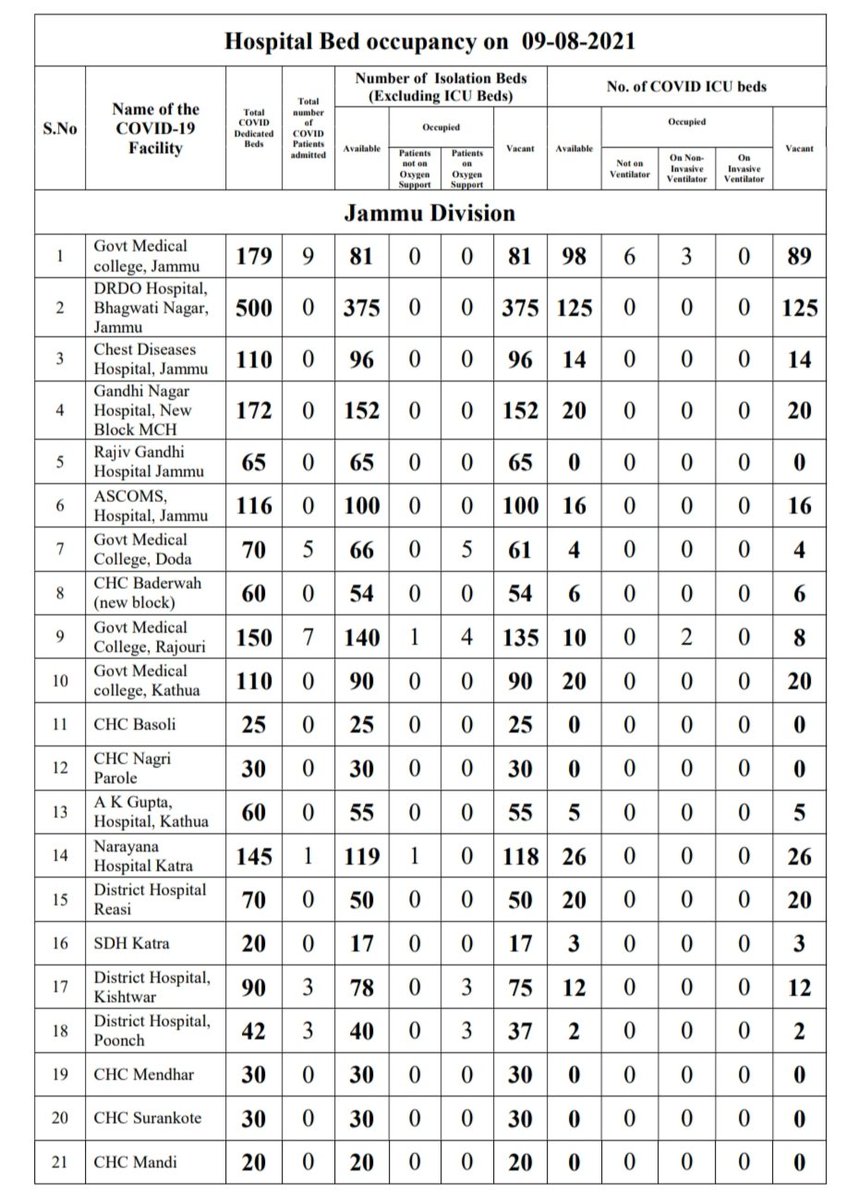 Hospital Bed occupancy on 09-08-2021
S.No
Name of the
COVID-19
Facility
Total
COVID
Dedicated
Beds
Total
number
of
COVID
Patients
admitted
Number of Isolation Beds
(Excluding ICU Beds)
No. of COVID ICU beds
Available
Occupied
Vacant
Available
Occupied
Vacant
Patients
not on
Oxygen
Support
Patients
on
Oxygen
Support
Not on
Ventilator
On Non-
Invasive
Ventilator
On
Invasive
Ventilator
Jammu Division
1 Govt Medical
college, Jammu 179 9 81 0 0 81 98 6 3 0 89
2 DRDO Hospital,
Bhagwati Nagar,
Jammu 500 0 375 0 0 375 125 0 0 0 125
3 Chest Diseases
Hospital, Jammu 110 0 96 0 0 96 14 0 0 0 14
4 Gandhi Nagar
Hospital, New
Block MCH 172 0 152 0 0 152 20 0 0 0 20
5 Rajiv Gandhi
Hospital Jammu 65 0 65 0 0 65 0 0 0 0 0
6 ASCOMS,
Hospital, Jammu 116 0 100 0 0 100 16 0 0 0 16
7 Govt Medical
College, Doda 70 5 66 0 5 61 4 0 0 0 4
8 CHC Baderwah
(new block) 60 0 54 0 0 54 6 0 0 0 6
9 Govt Medical
College, Rajouri 150 7 140 1 4 135 10 0 2 0 8
10 Govt Medical
college, Kathua 110 0 90 0 0 90 20 0 0 0 20
11 CHC Basoli 25 0 25 0 0 25 0 0 0 0 0
12 CHC Nagri
Parole 30 0 30 0 0 30 0 0 0 0 0
13 A K Gupta,
Hospital, Kathua 60 0 55 0 0 55 5 0 0 0 5
14 Narayana
Hospital Katra 145 1 119 1 0 118 26 0 0 0 26
15 District Hospital
Reasi 70 0 50 0 0 50 20 0 0 0 20
16 SDH Katra 20 0 17 0 0 17 3 0 0 0 3
17 District Hospital,
Kishtwar 90 3 78 0 3 75 12 0 0 0 12
18 District Hospital,
Poonch 42 3 40 0 3 37 2 0 0 0 2
19 CHC Mendhar 30 0 30 0 0 30 0 0 0 0 0
20 CHC Surankote 30 0 30 0 0 30 0 0 0 0 0
21 CHC Mandi 20 0 20 0 0 20 0 0 0 0 0